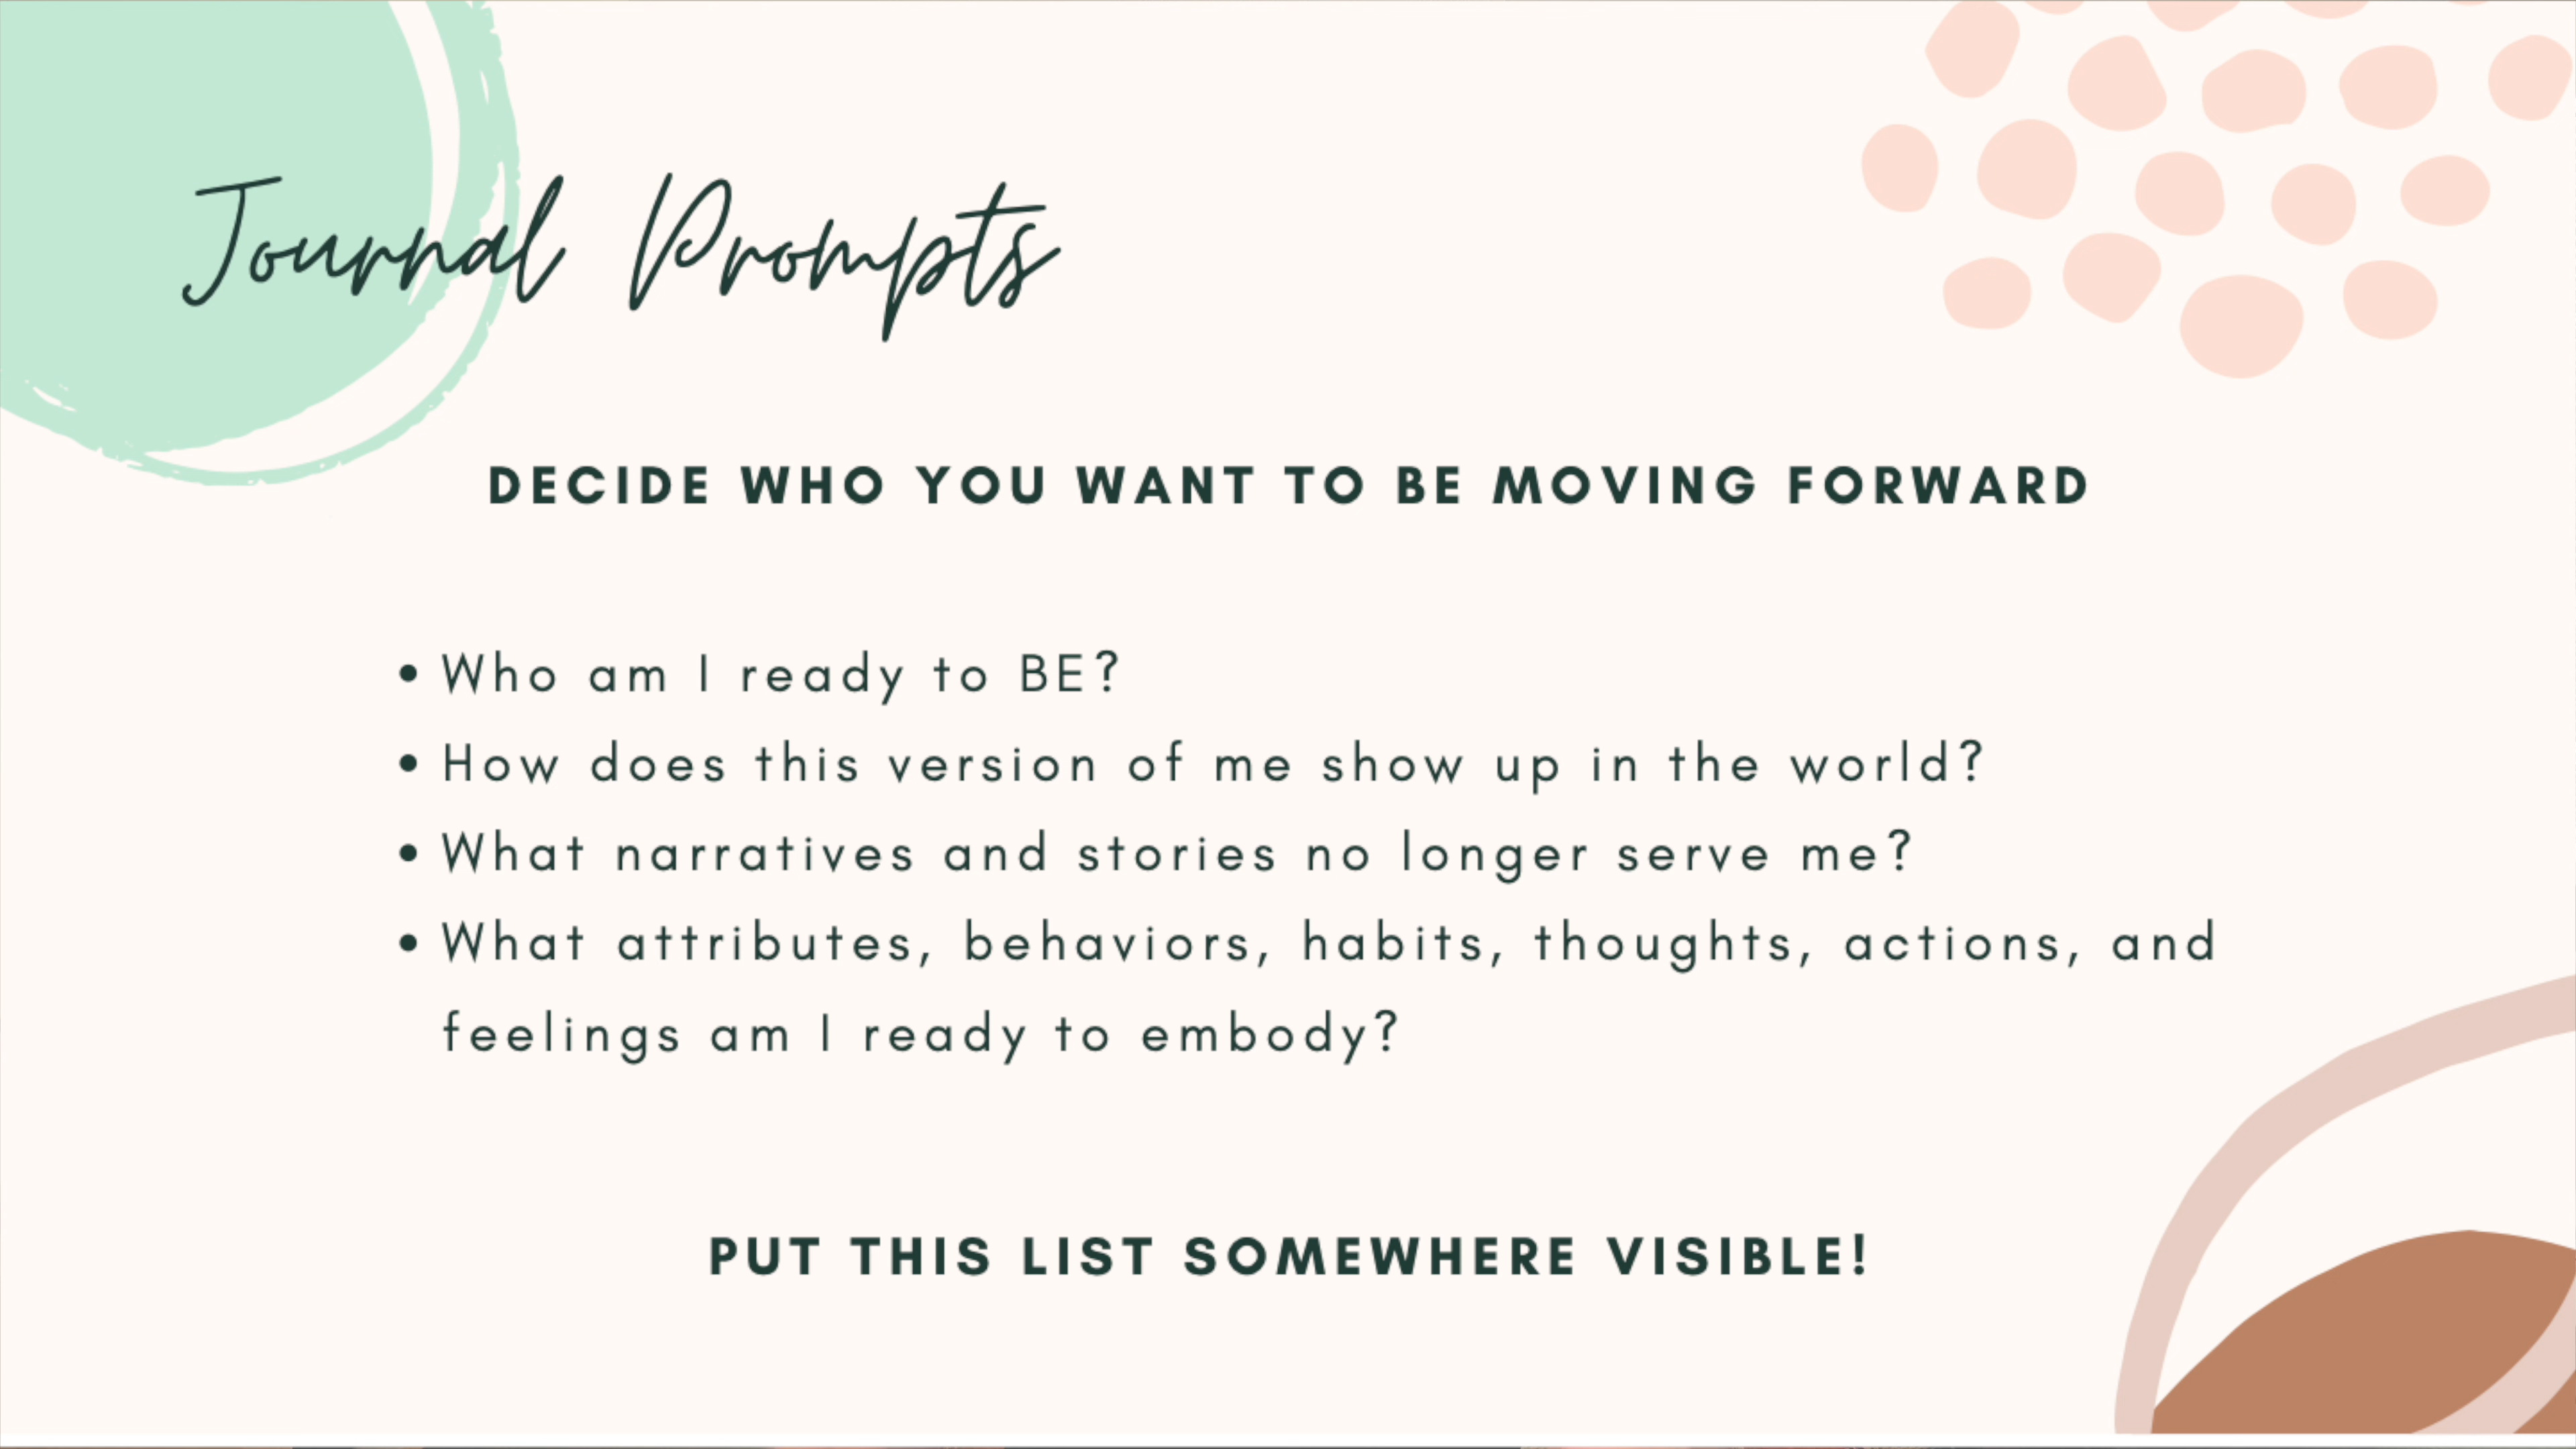 Journal Prompts
DECIDE WHO YOU WANT TO BE MOVING FORWARD
• Who am I ready to BE?
• How does this version of me show up in the world?
• What narratives and stories no longer serve me?
• What attributes, behaviors, habits, thoughts, actions, and
feelings am I ready to embody?
PUT THIS LIST SOMEWHERE VISIBLE!